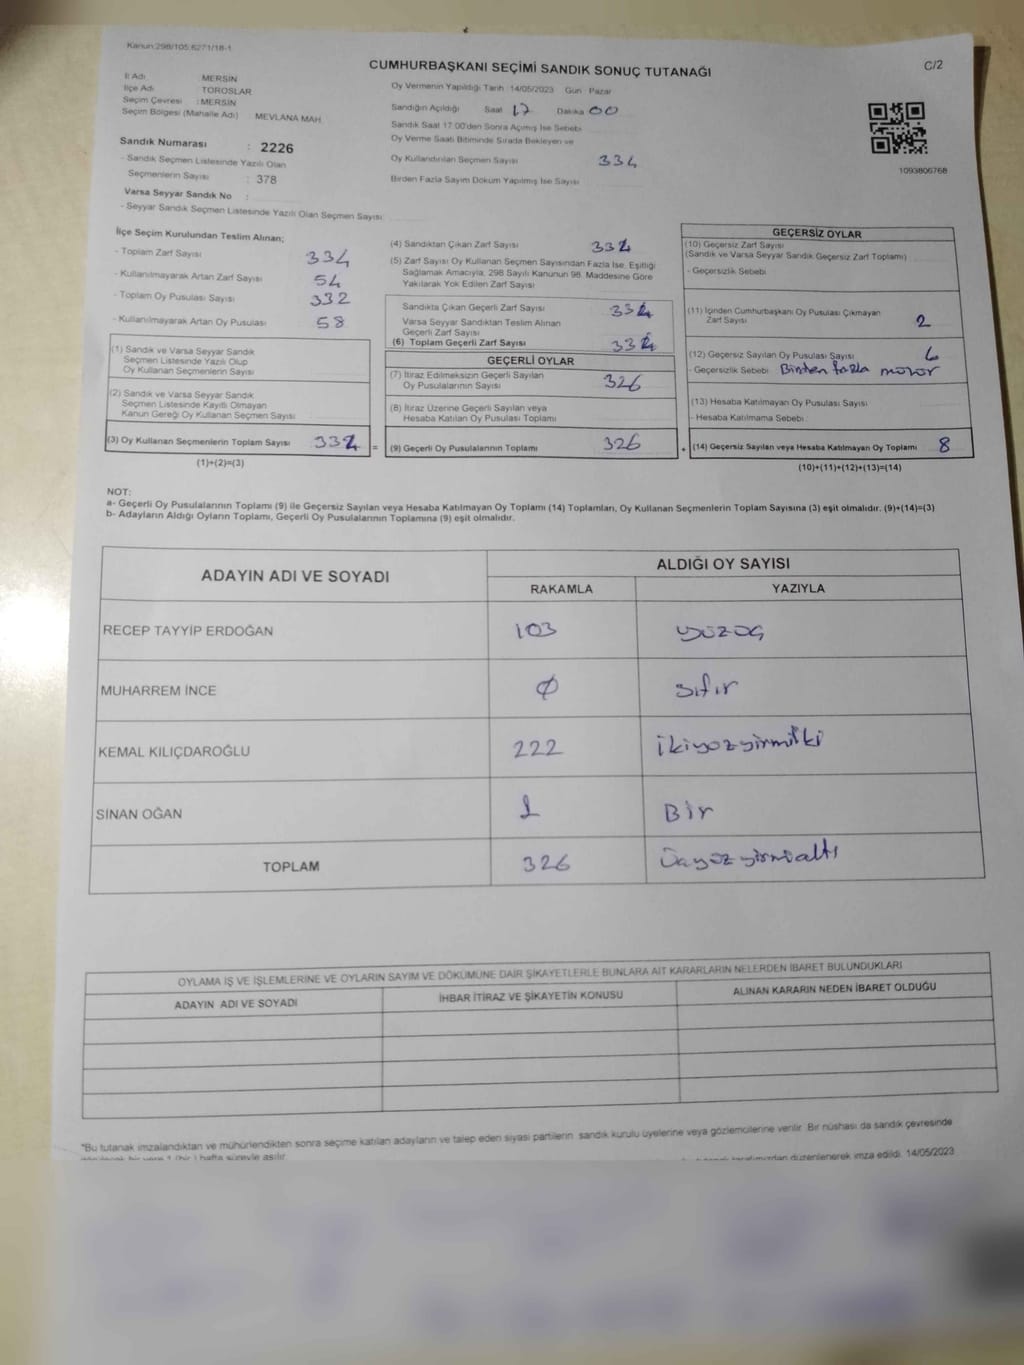 Kanun:298/105,6271/18-1
C/2
CUMHURBAŞKANI SEÇİMİ SANDIK SONUÇ TUTANAĞI
İl Adı : MERSİN
İlçe Adı : TOROSLAR
Seçim Çevresi : MERSİN
Seçim Bölgesi (Mahalle Adı) MEVLANA MAH.
Oy Vermenin Yapıldığı Tarih :14/05/2023 Gün : Pazar
Sandığın Açıldığı Saat 17 Dakika 00
Sandık Saat 17:00'den Sonra Açımış İse Sebebi
Oy Verme Saati Bitiminde Sırada Bekleyen ve
Oy Kullandırılan Seçmen Sayısı 334
Birden Fazla Sayım Döküm Yapılmış İse Sayısı
1093806768
Sandık Numarası : 2226
- Sandık Seçmen Listesinde Yazılı Olan
Seçmenlerin Sayısı : 378
Varsa Seyyar Sandık No :
- Seyyar Sandık Seçmen Listesinde Yazılı Olan Seçmen Sayısı:
İlçe Seçim Kurulundan Teslim Alınan;
- Toplam Zarf Sayısı 334
- Kullanılmayarak Artan Zarf Sayısı 54
- Toplam Oy Pusulası Sayısı 332
- Kullanılmayarak Artan Oy Pusulası 58
(1) Sandık ve Varsa Seyyar Sandık
Seçmen Listesinde Yazılı Olup
Oy Kullanan Seçmenlerin Sayısı
(2) Sandık ve Varsa Seyyar Sandık
Seçmen Listesinde Kayıtlı Olmayan
Kanun Gereği Oy Kullanan Seçmen Sayısı
(3) Oy Kullanan Seçmenlerin Toplam Sayısı 334 =
(1)+(2)=(3)
(4) Sandıktan Çıkan Zarf Sayısı 334
(5) Zarf Sayısı Oy Kullanan Seçmen Sayısından Fazla İse, Eşitliği
Sağlamak Amacıyla, 298 Sayılı Kanunun 98. Maddesine Göre
Yakılarak Yok Edilen Zarf Sayısı
Sandıkta Çıkan Geçerli Zarf Sayısı 334
Varsa Seyyar Sandıktan Teslim Alınan
Geçerli Zarf Sayısı
(6) Toplam Geçerli Zarf Sayısı 334
GEÇERLİ OYLAR
(7) İtiraz Edilmeksizin Geçerli Sayılan
Oy Pusulalarının Sayısı 326
(8) İtiraz Üzerine Geçerli Sayılan veya
Hesaba Katılan Oy Pusulası Toplamı
(9) Geçerli Oy Pusulalarının Toplamı 326 +
GEÇERSİZ OYLAR
(10) Geçersiz Zarf Sayısı
(Sandık ve Varsa Seyyar Sandık Geçersiz Zarf Toplamı)
- Geçersizlik Sebebi
(11) İçinden Cumhurbaşkanı Oy Pusulası Çıkmayan
Zarf Sayısı 2
(12) Geçersiz Sayılan Oy Pusulası Sayısı 6
- Geçersizlik Sebebi Birden fazla mühür
(13) Hesaba Katılmayan Oy Pusulası Sayısı
- Hesaba Katılmama Sebebi
(14) Geçersiz Sayılan veya Hesaba Katılmayan Oy Toplamı 8
(10)+(11)+(12)+(13)=(14)
NOT:
a- Geçerli Oy Pusulalarının Toplamı (9) ile Geçersiz Sayılan veya Hesaba Katılmayan Oy Toplamı (14) Toplamları, Oy Kullanan Seçmenlerin Toplam Sayısına (3) eşit olmalıdır. (9)+(14)=(3)
b- Adayların Aldığı Oyların Toplamı, Geçerli Oy Pusulalarının Toplamına (9) eşit olmalıdır.
ADAYIN ADI VE SOYADI
ALDIĞI OY SAYISI
RAKAMLA YAZIYLA
RECEP TAYYİP ERDOĞAN 103 yüzüç
MUHARREM İNCE 0 sıfır
KEMAL KILIÇDAROĞLU 222 ikiyüzyirmiiki
SİNAN OĞAN 1 Bir
TOPLAM 326 Üçyüzyirmialtı
OYLAMA İŞ VE İŞLEMLERİNE VE OYLARIN SAYIM VE DÖKÜMÜNE DAİR ŞİKAYETLERLE BUNLARA AİT KARARLARIN NELERDEN İBARET BULUNDUKLARI
ADAYIN ADI VE SOYADI İHBAR İTİRAZ VE ŞİKAYETİN KONUSU ALINAN KARARIN NEDEN İBARET OLDUĞU
*Bu tutanak imzalandıktan ve mühürlendikten sonra seçime katılan adayların ve talep eden siyasi partilerin sandık kurulu üyelerine veya gözlemcilerine verilir. Bir nüshası da sandık çevresinde
bir yere 1 (bir) hafta süreyle asılır. düzenlenerek imza edildi. 14/05/2023